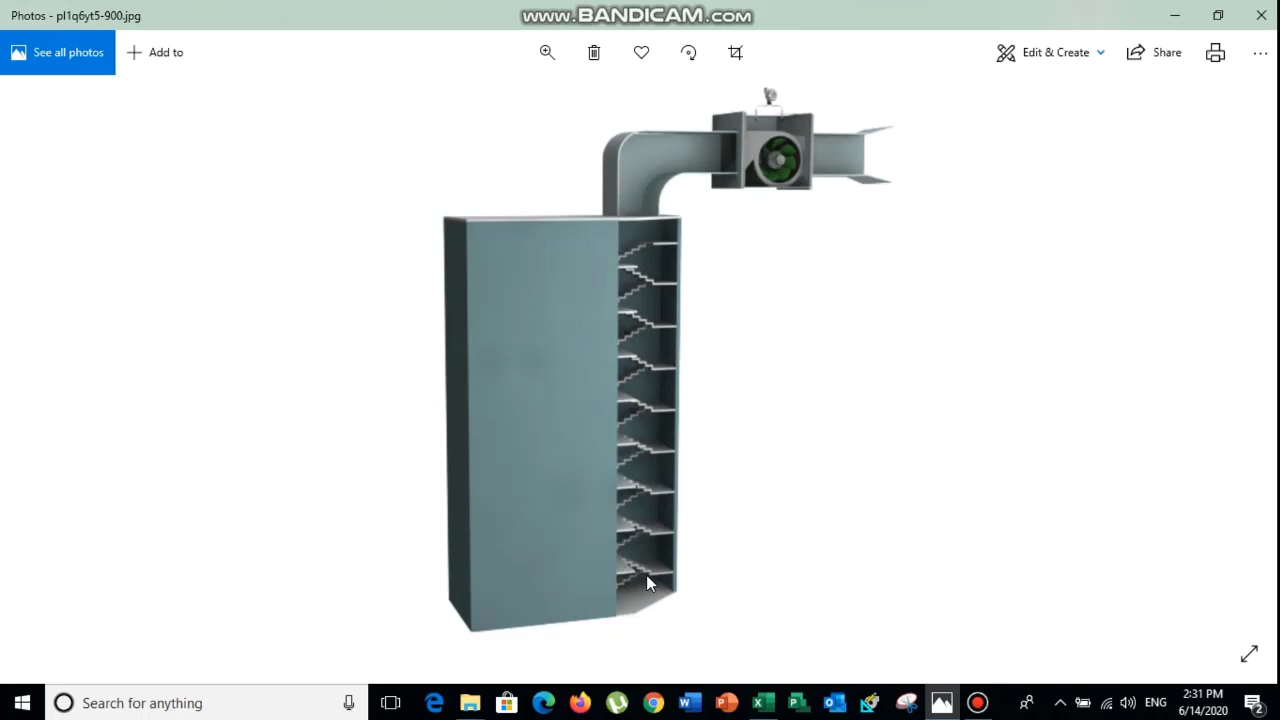 Photos - pl1q6yt5-900.jpg
www.BANDICAM.com
See all photos
Add to
Edit & Create
Share
Search for anything
ENG
2:31 PM
6/14/2020
2